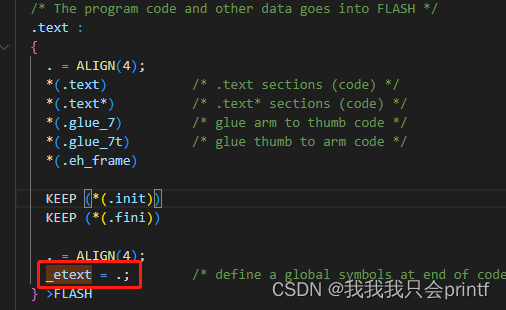 /* The program code and other data goes into FLASH */
.text :
{
  . = ALIGN(4);
  *(.text)           /* .text sections (code) */
  *(.text*)          /* .text* sections (code) */
  *(.glue_7)         /* glue arm to thumb code */
  *(.glue_7t)        /* glue thumb to arm code */
  *(.eh_frame)
  KEEP (*(.init))
  KEEP (*(.fini))
  . = ALIGN(4);
  _etext = .;        /* define a global symbols at end of code
} >FLASH
CSDN @我我我只会printf